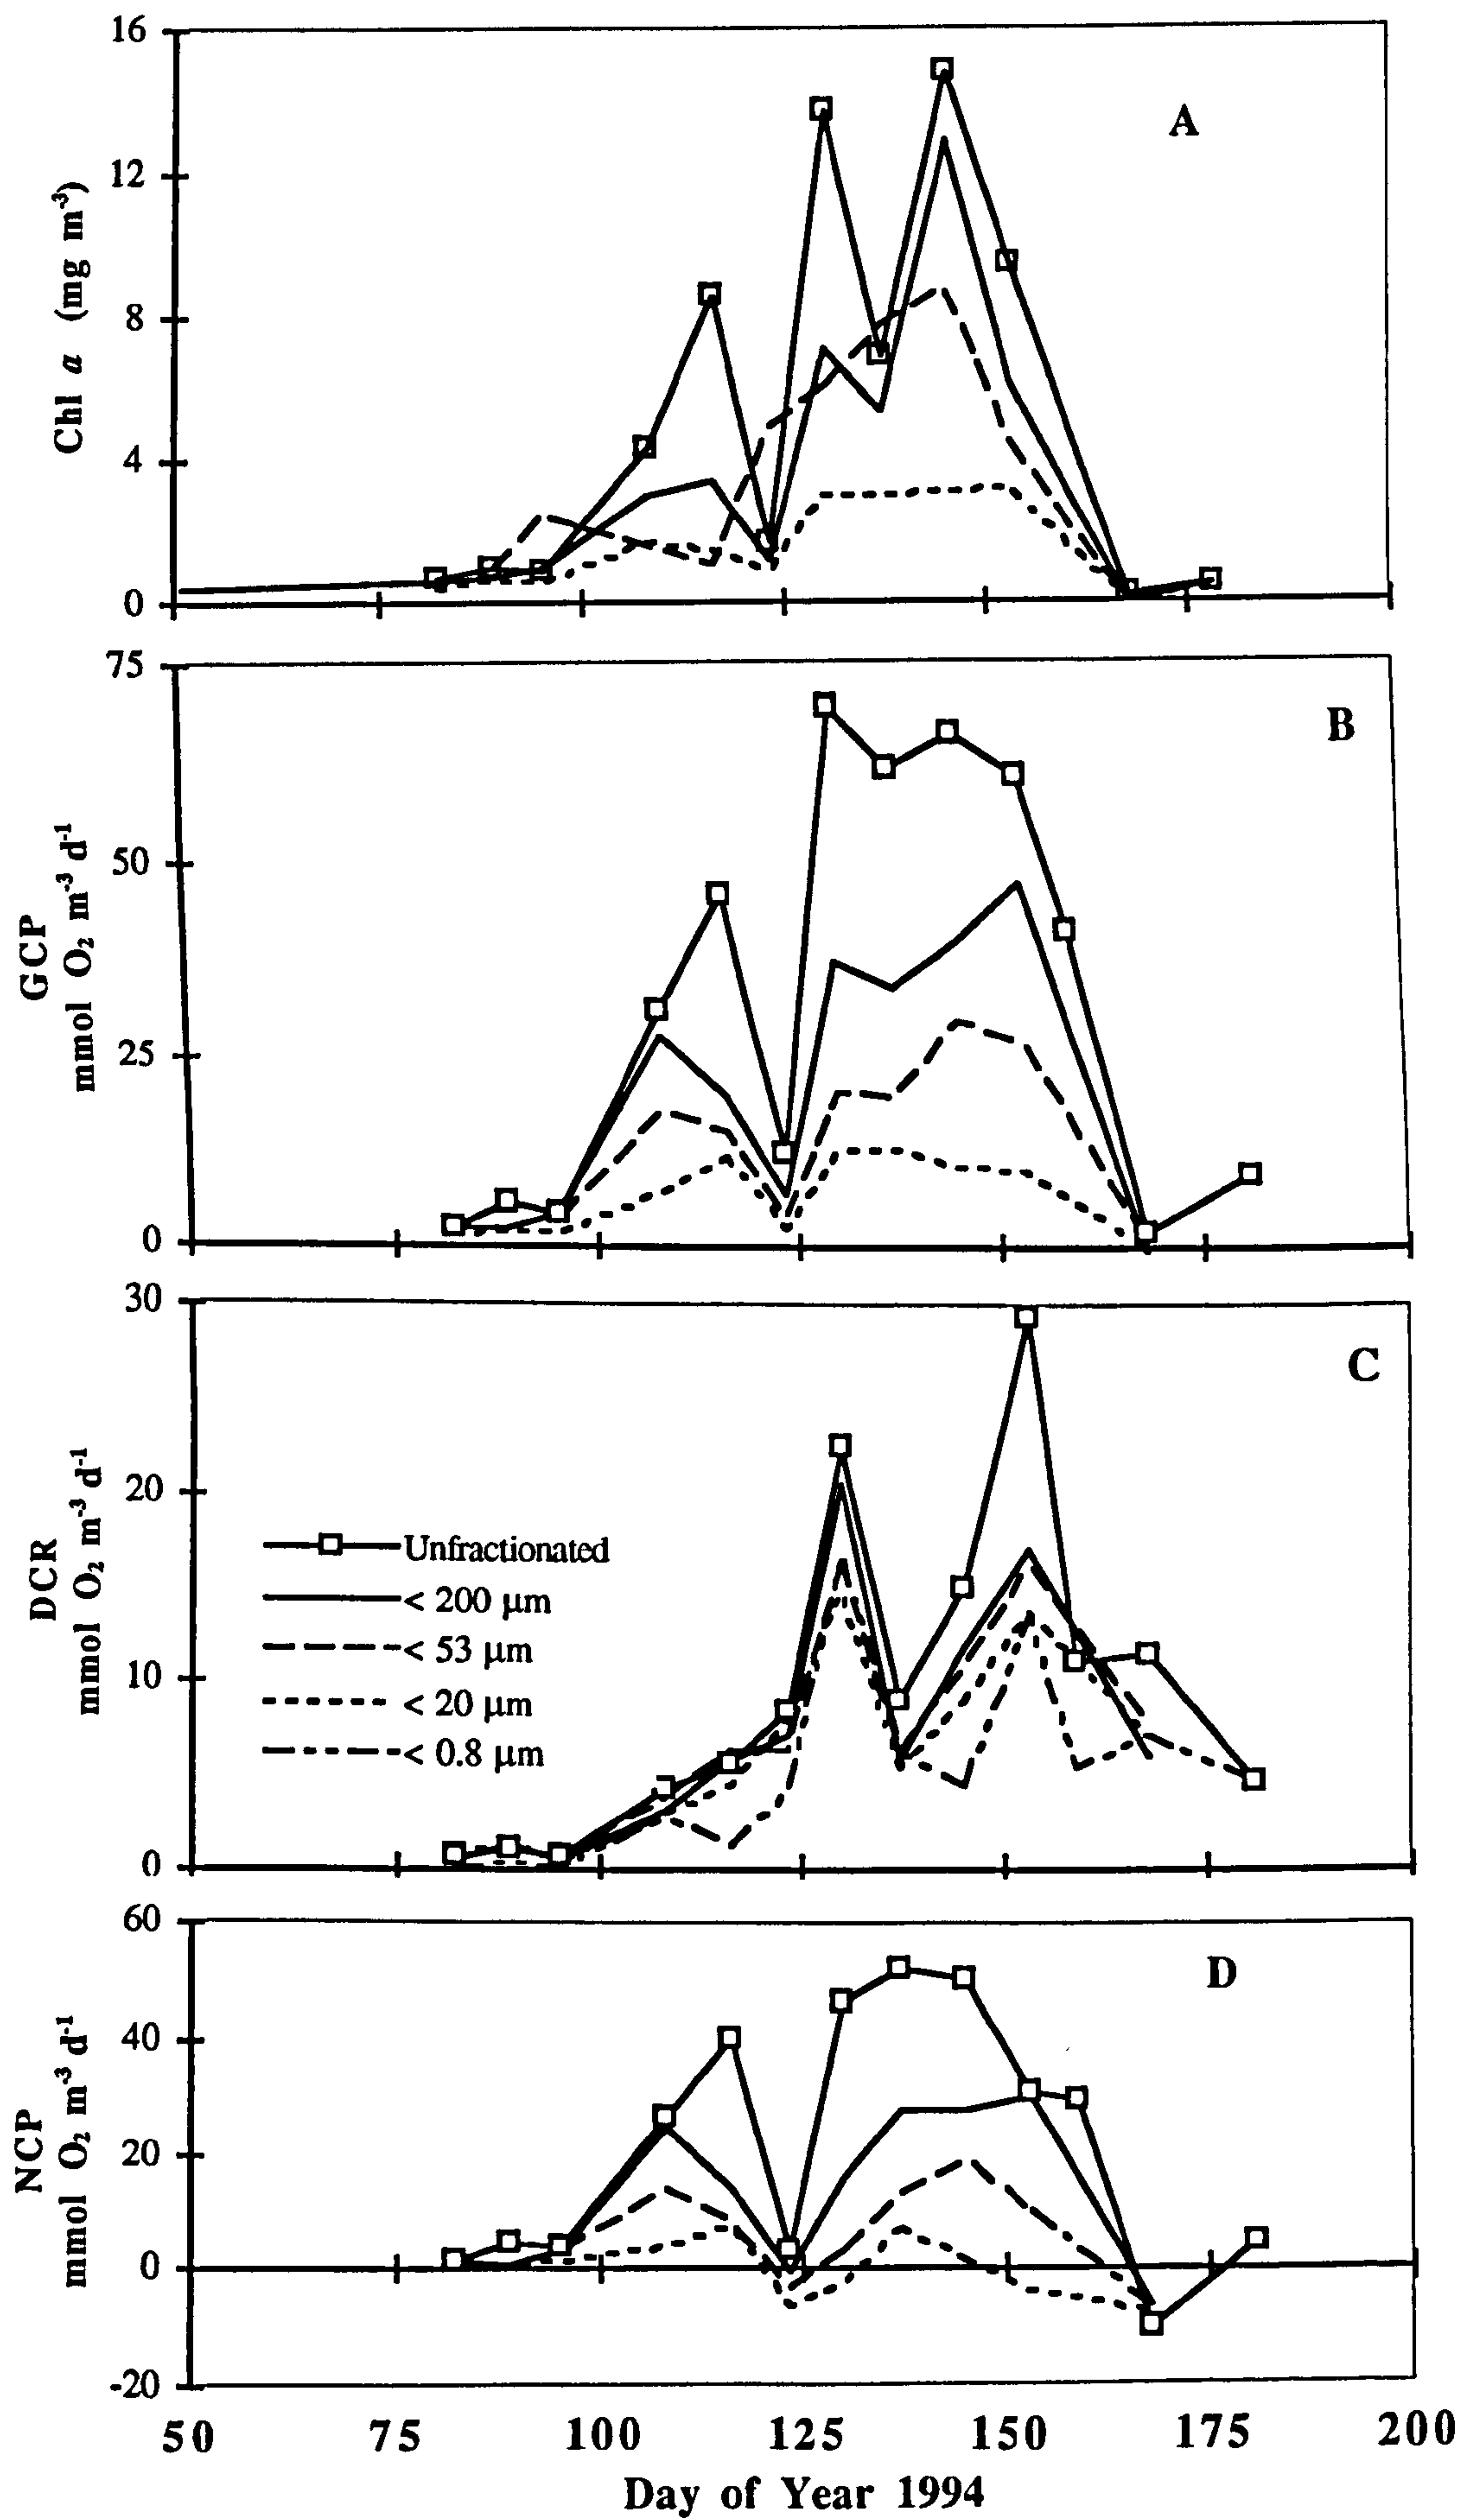 16
12
8
4
0
Chl a (mg m-3)
A
75
50
25
0
GCP
mmol O2 m-3 d-1
B
30
20
10
0
DCR
mmol O2 m-3 d-1
C
Unfractionated
< 200 µm
< 53 µm
< 20 µm
< 0.8 µm
60
40
20
0
-20
NCP
mmol O2 m-3 d-1
D
50 75 100 125 150 175 200
Day of Year 1994